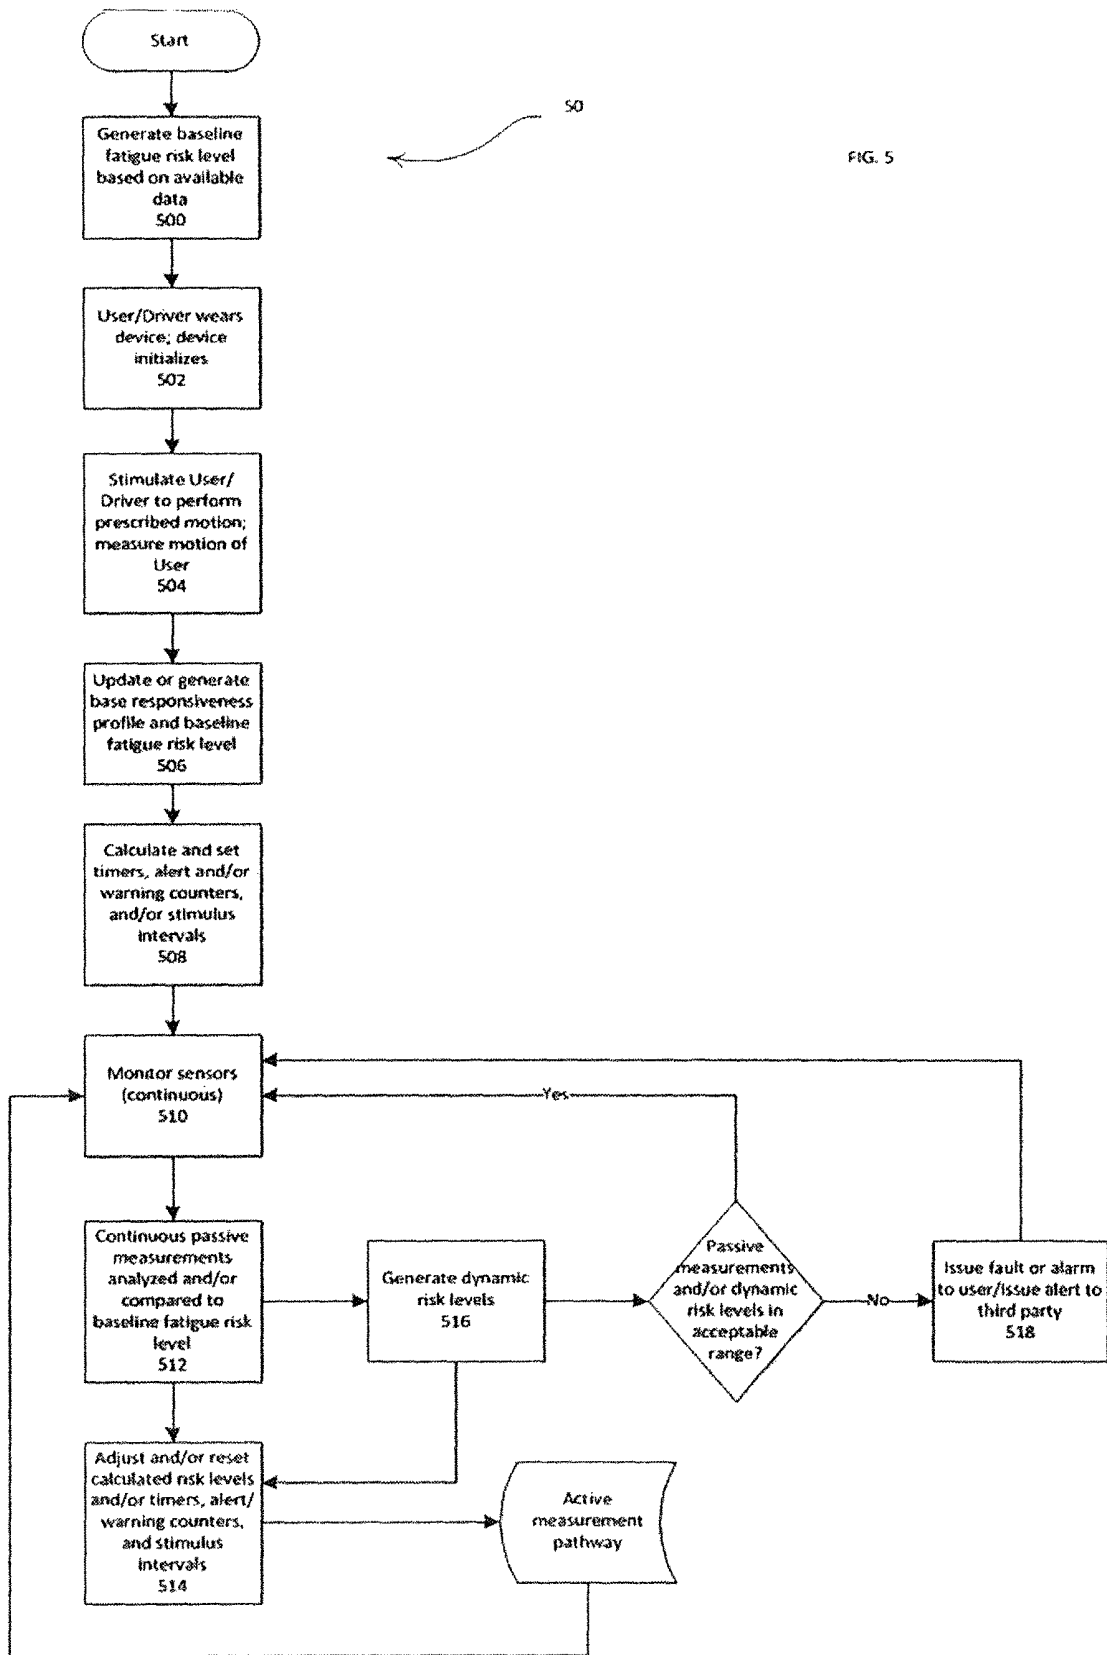 Start
50
FIG. 5
Generate baseline
fatigue risk level
based on available
data
500
User/Driver wears
device; device
initializes
502
Stimulate User/
Driver to perform
prescribed motion;
measure motion of
User
504
Update or generate
base responsiveness
profile and baseline
fatigue risk level
506
Calculate and set
timers, alert and/or
warning counters,
and/or stimulus
intervals
508
Monitor sensors
(continuous)
510
Yes
Continuous passive
measurements
analyzed and/or
compared to
baseline fatigue risk
level
512
Generate dynamic
risk levels
516
Passive
measurements
and/or dynamic
risk levels in
acceptable
range?
No
Issue fault or alarm
to user/issue alert to
third party
518
Adjust and/or reset
calculated risk levels
and/or timers, alert/
warning counters,
and stimulus
intervals
514
Active
measurement
pathway